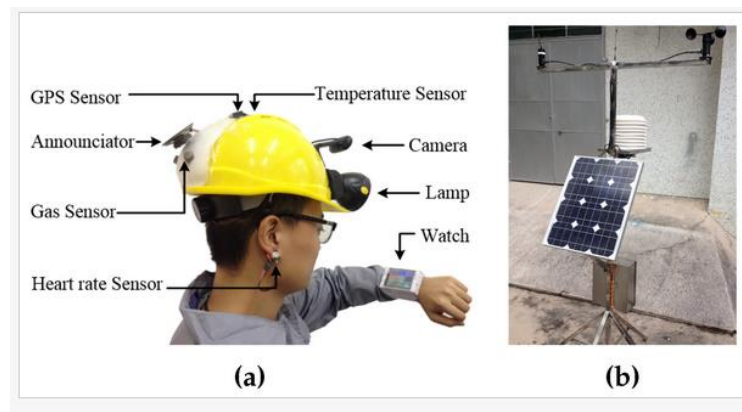 GPS Sensor
Temperature Sensor
Announciator
Camera
Lamp
Gas Sensor
Watch
Heart rate Sensor
(a)
(b)